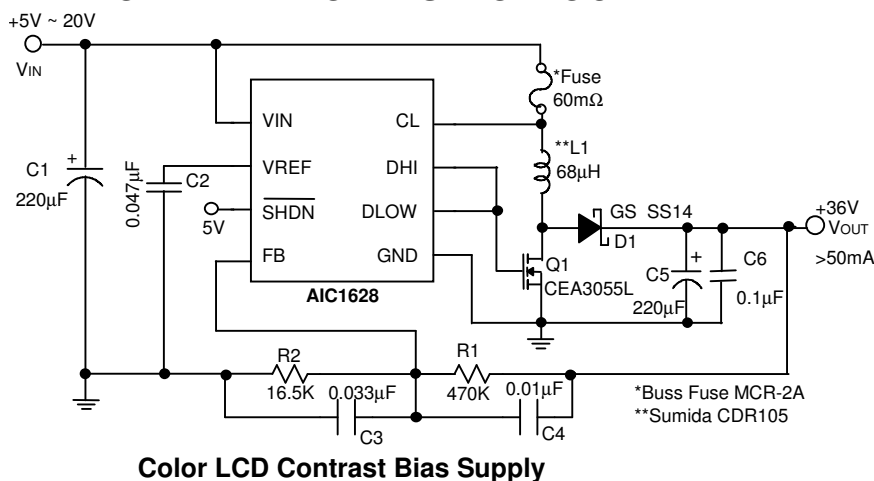 +5V ~ 20V
VIN
*Fuse
60mΩ
VIN
CL
C1
+
220µF
0.047µF
C2
VREF
DHI
**L1
68µH
5V
SHDN
DLOW
GS SS14
D1
+36V
VOUT
>50mA
FB
GND
Q1
CEA3055L
C5
+
220µF
C6
0.1µF
AIC1628
R2
16.5K
0.033µF
C3
R1
470K
0.01µF
C4
*Buss Fuse MCR-2A
**Sumida CDR105
Color LCD Contrast Bias Supply